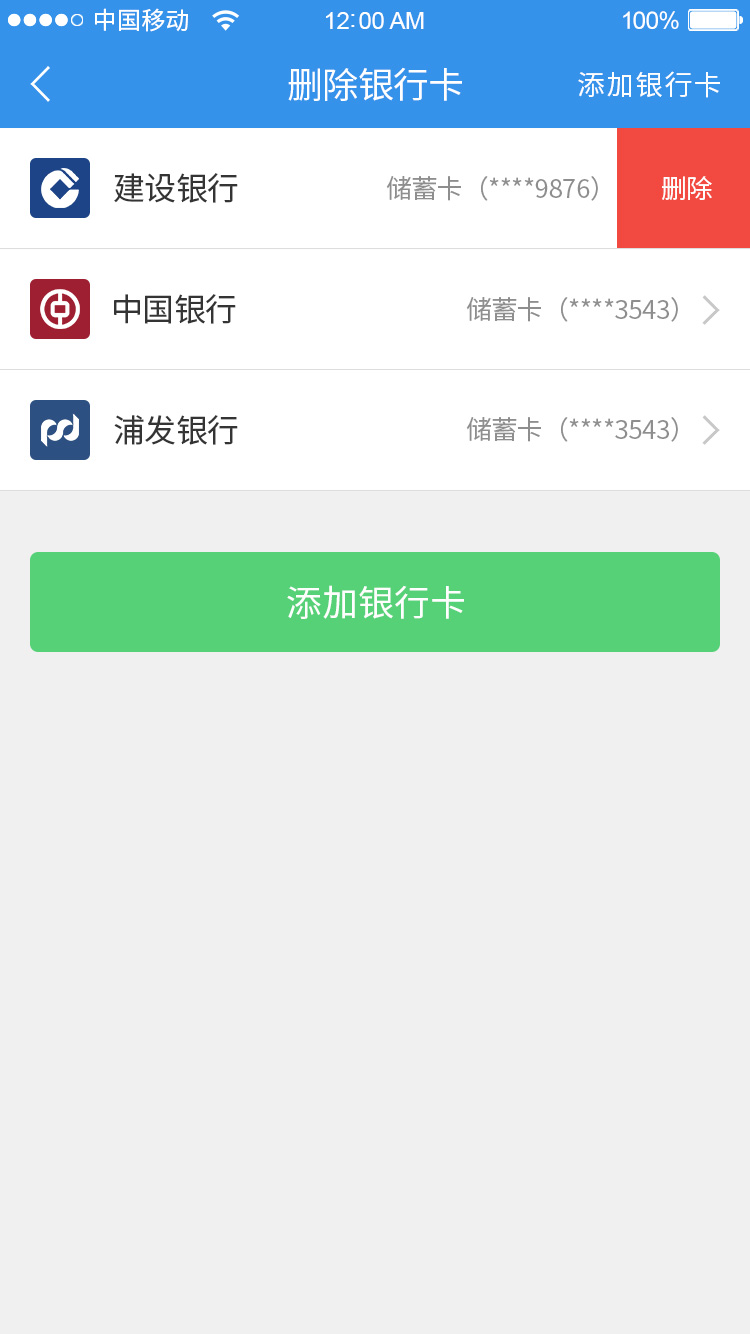 中国移动 12:00 AM 100%
删除银行卡 添加银行卡
建设银行 储蓄卡（****9876） 删除
中国银行 储蓄卡（****3543）
浦发银行 储蓄卡（****3543）
添加银行卡